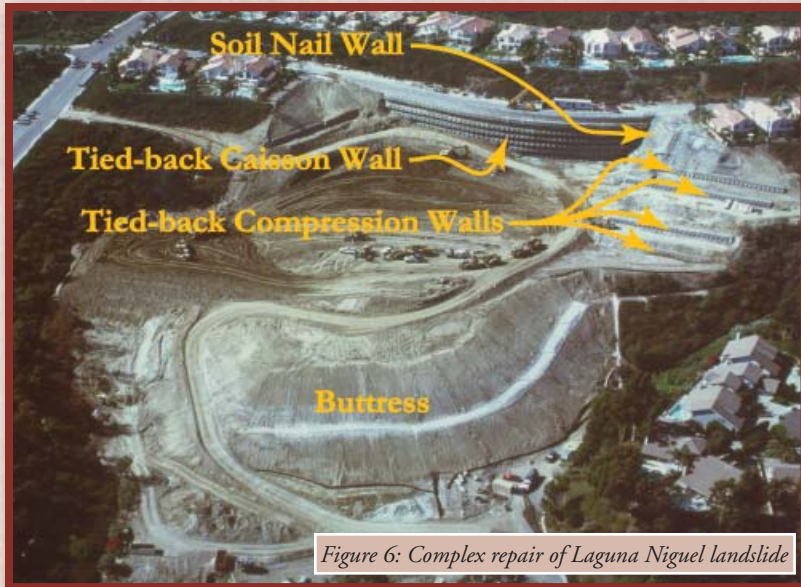 Soil Nail Wall
Tied-back Caisson Wall
Tied-back Compression Walls
Buttress
Figure 6: Complex repair of Laguna Niguel landslide